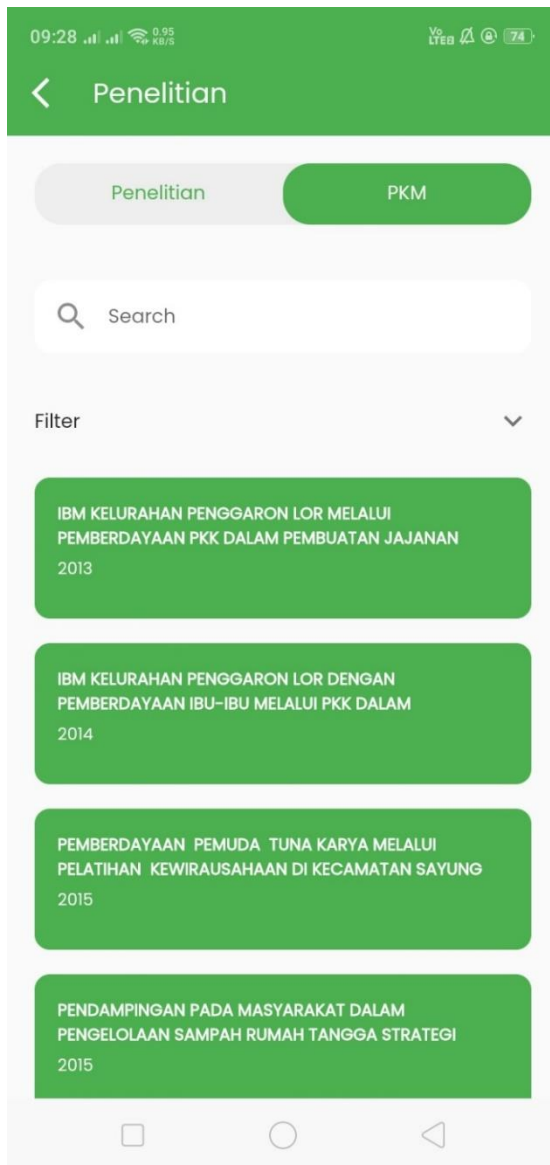 09:28 0.95 KB/S Vo LTE 74
Penelitian
Penelitian PKM
Search
Filter
IBM KELURAHAN PENGGARON LOR MELALUI
PEMBERDAYAAN PKK DALAM PEMBUATAN JAJANAN
2013
IBM KELURAHAN PENGGARON LOR DENGAN
PEMBERDAYAAN IBU-IBU MELALUI PKK DALAM
2014
PEMBERDAYAAN PEMUDA TUNA KARYA MELALUI
PELATIHAN KEWIRAUSAHAAN DI KECAMATAN SAYUNG
2015
PENDAMPINGAN PADA MASYARAKAT DALAM
PENGELOLAAN SAMPAH RUMAH TANGGA STRATEGI
2015